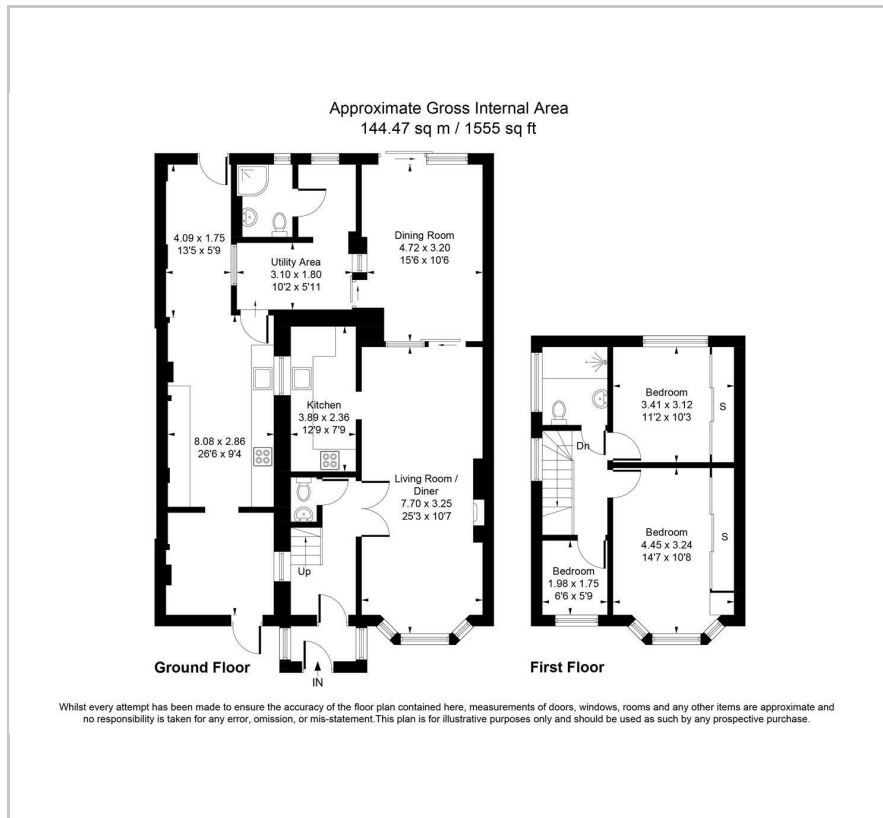 Approximate Gross Internal Area
144.47 sq m / 1555 sq ft
4.09 x 1.75
13'5 x 5'9
Utility Area
3.10 x 1.80
10'2 x 5'11
Dining Room
4.72 x 3.20
15'6 x 10'6
Kitchen
3.89 x 2.36
12'9 x 7'9
8.08 x 2.86
26'6 x 9'4
Living Room /
Diner
7.70 x 3.25
25'3 x 10'7
Up
IN
Ground Floor
Bedroom
3.41 x 3.12
11'2 x 10'3
S
Dn
Bedroom
4.45 x 3.24
14'7 x 10'8
S
Bedroom
1.98 x 1.75
6'6 x 5'9
First Floor
Whilst every attempt has been made to ensure the accuracy of the floor plan contained here, measurements of doors, windows, rooms and any other items are approximate and
no responsibility is taken for any error, omission, or mis-statement.This plan is for illustrative purposes only and should be used as such by any prospective purchase.